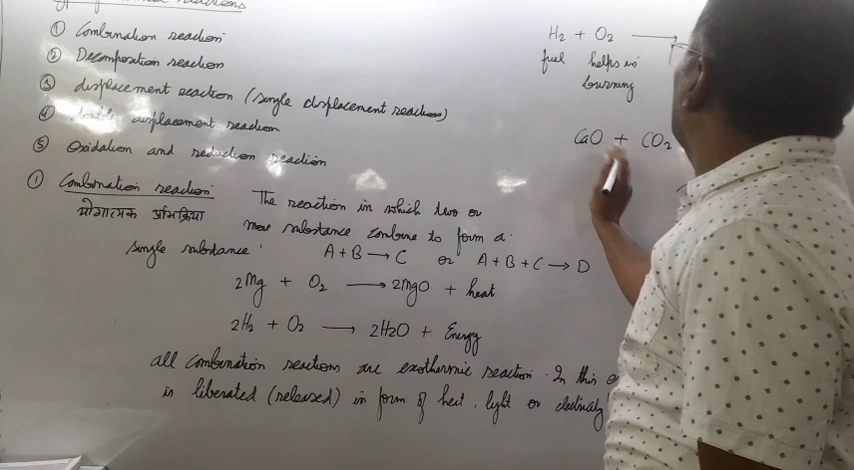 reactions
① Combination reaction
② Decomposition reaction
③ displacement reaction (single displacement reaction)
④ double displacement reaction
⑤ Oxidation and reduction reaction
① Combination reaction The reaction in which two or
योगात्मक अभिक्रिया more substance combine to form a
single substance. A + B → C or A + B + C → D
2Mg + O₂ → 2MgO + heat
2H₂ + O₂ → 2H2O + Energy
all combination reactions are exothermic reaction. In this
is liberated (released) in form of heat, light or electricity
H₂ + O₂ →
fuel helps in
burning
CaO + CO₂